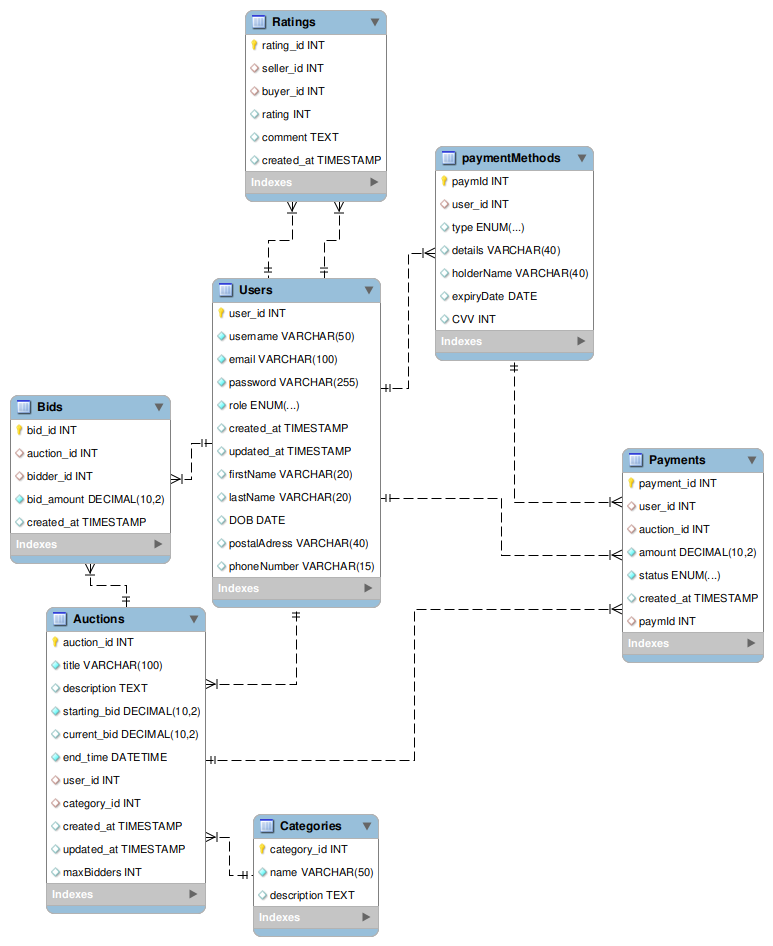 Ratings
rating_id INT
seller_id INT
buyer_id INT
rating INT
comment TEXT
created_at TIMESTAMP
Indexes
paymentMethods
paymId INT
user_id INT
type ENUM(...)
details VARCHAR(40)
holderName VARCHAR(40)
expiryDate DATE
CVV INT
Indexes
Users
user_id INT
username VARCHAR(50)
email VARCHAR(100)
password VARCHAR(255)
role ENUM(...)
created_at TIMESTAMP
updated_at TIMESTAMP
firstName VARCHAR(20)
lastName VARCHAR(20)
DOB DATE
postalAdress VARCHAR(40)
phoneNumber VARCHAR(15)
Indexes
Bids
bid_id INT
auction_id INT
bidder_id INT
bid_amount DECIMAL(10,2)
created_at TIMESTAMP
Indexes
Payments
payment_id INT
user_id INT
auction_id INT
amount DECIMAL(10,2)
status ENUM(...)
created_at TIMESTAMP
paymId INT
Indexes
Auctions
auction_id INT
title VARCHAR(100)
description TEXT
starting_bid DECIMAL(10,2)
current_bid DECIMAL(10,2)
end_time DATETIME
user_id INT
category_id INT
created_at TIMESTAMP
updated_at TIMESTAMP
maxBidders INT
Indexes
Categories
category_id INT
name VARCHAR(50)
description TEXT
Indexes